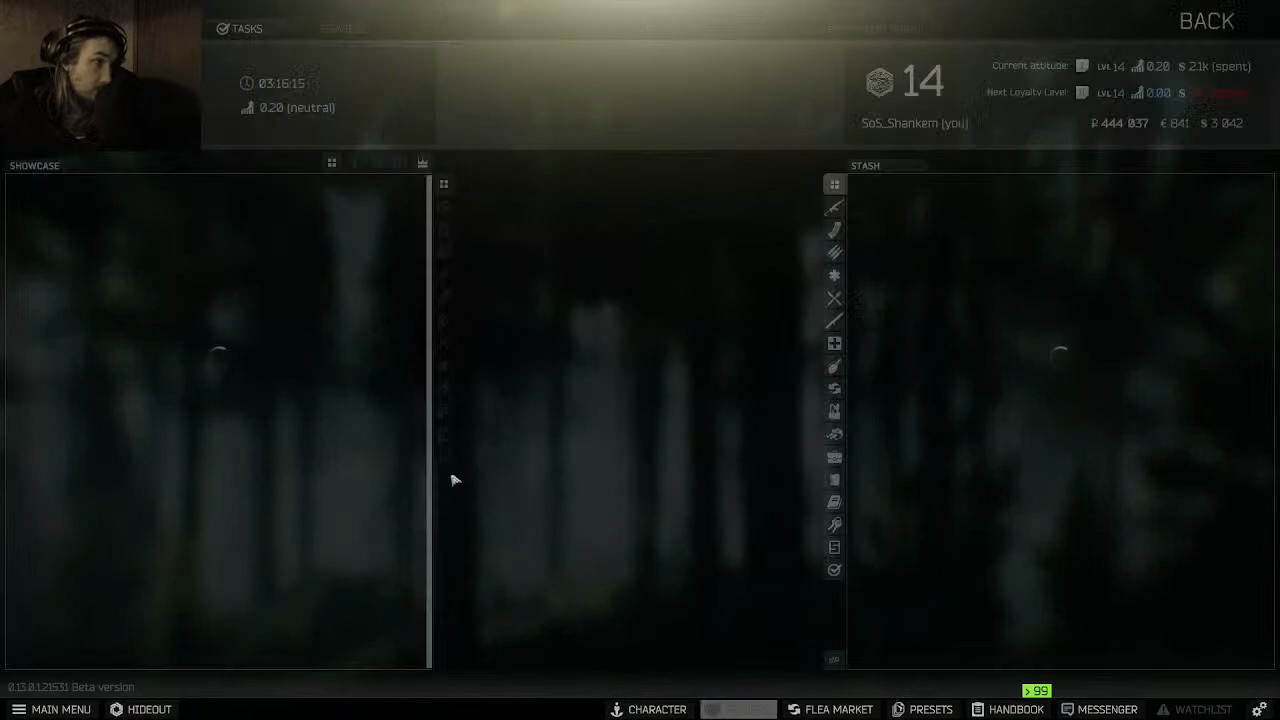 TASKS
BACK
03:16:15
0.20 (neutral)
14
SoS_Shankem (you)
Current attitude: LVL 14 0.20 $ 2.1k (spent)
Next Loyalty Level: LVL 14 0.00 $
₽ 444 037 € 841 $ 3 042
SHOWCASE
STASH
0.13.0.1.21531 Beta version
> 99
MAIN MENU
HIDEOUT
CHARACTER
FLEA MARKET
PRESETS
HANDBOOK
MESSENGER
WATCHLIST